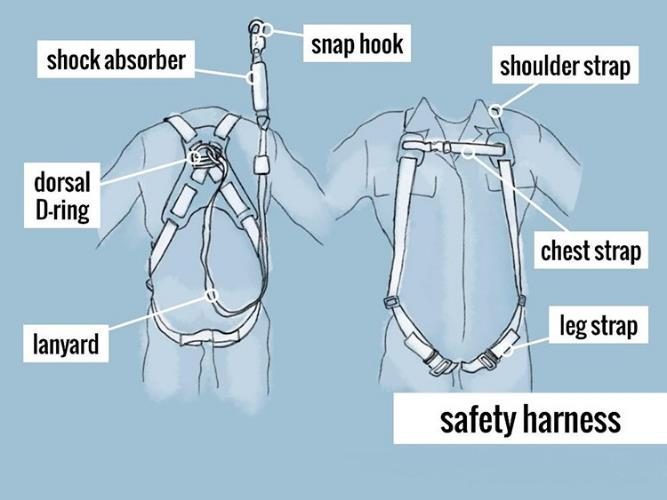 snap hook
shock absorber
shoulder strap
dorsal
D-ring
chest strap
lanyard
leg strap
safety harness